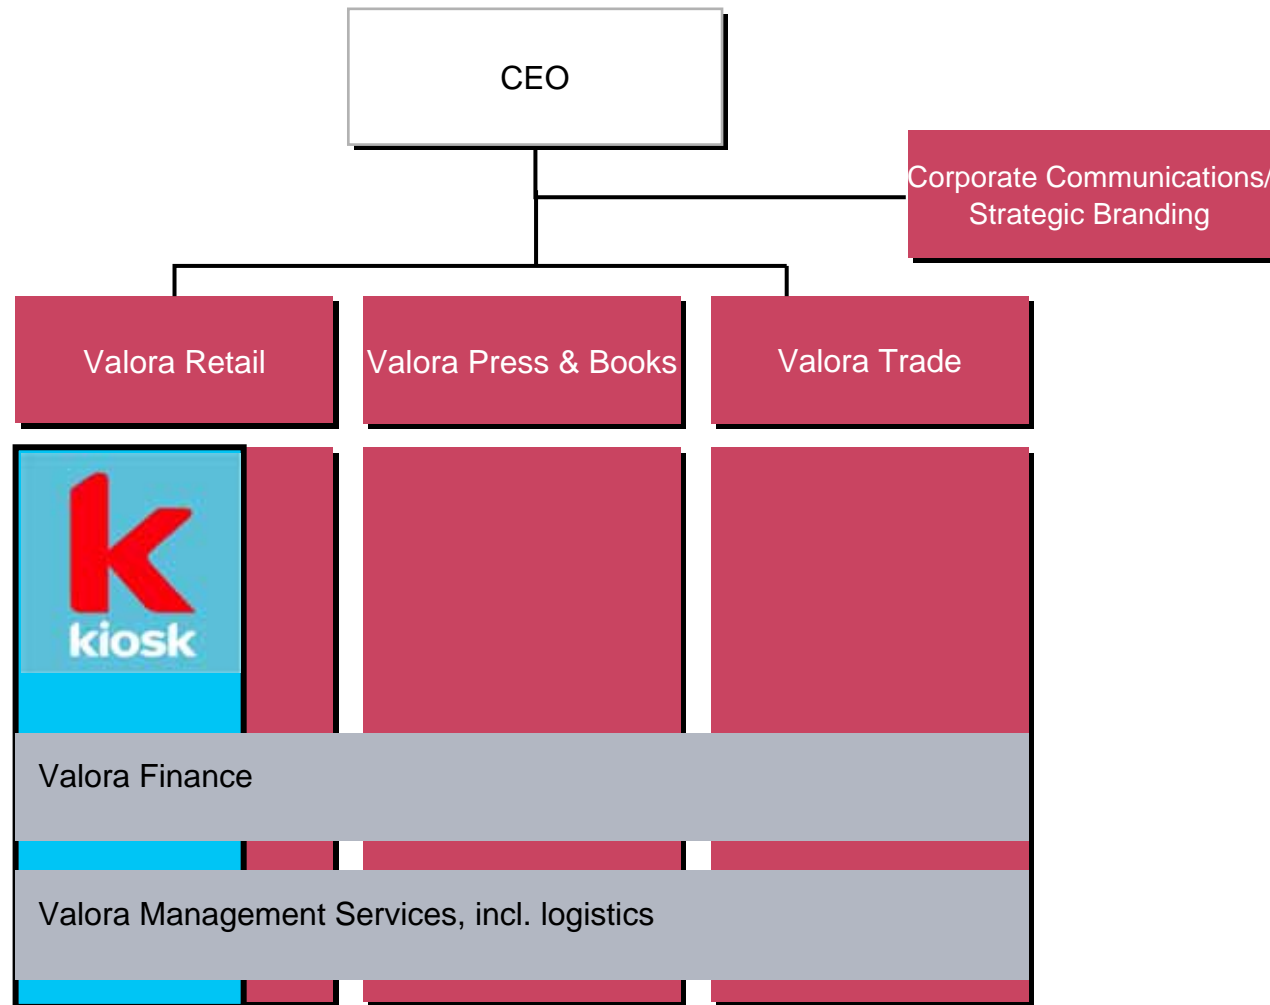 CEO
Corporate Communications/
Strategic Branding
Valora Retail
Valora Press & Books
Valora Trade
k
kiosk
Valora Finance
Valora Management Services, incl. logistics